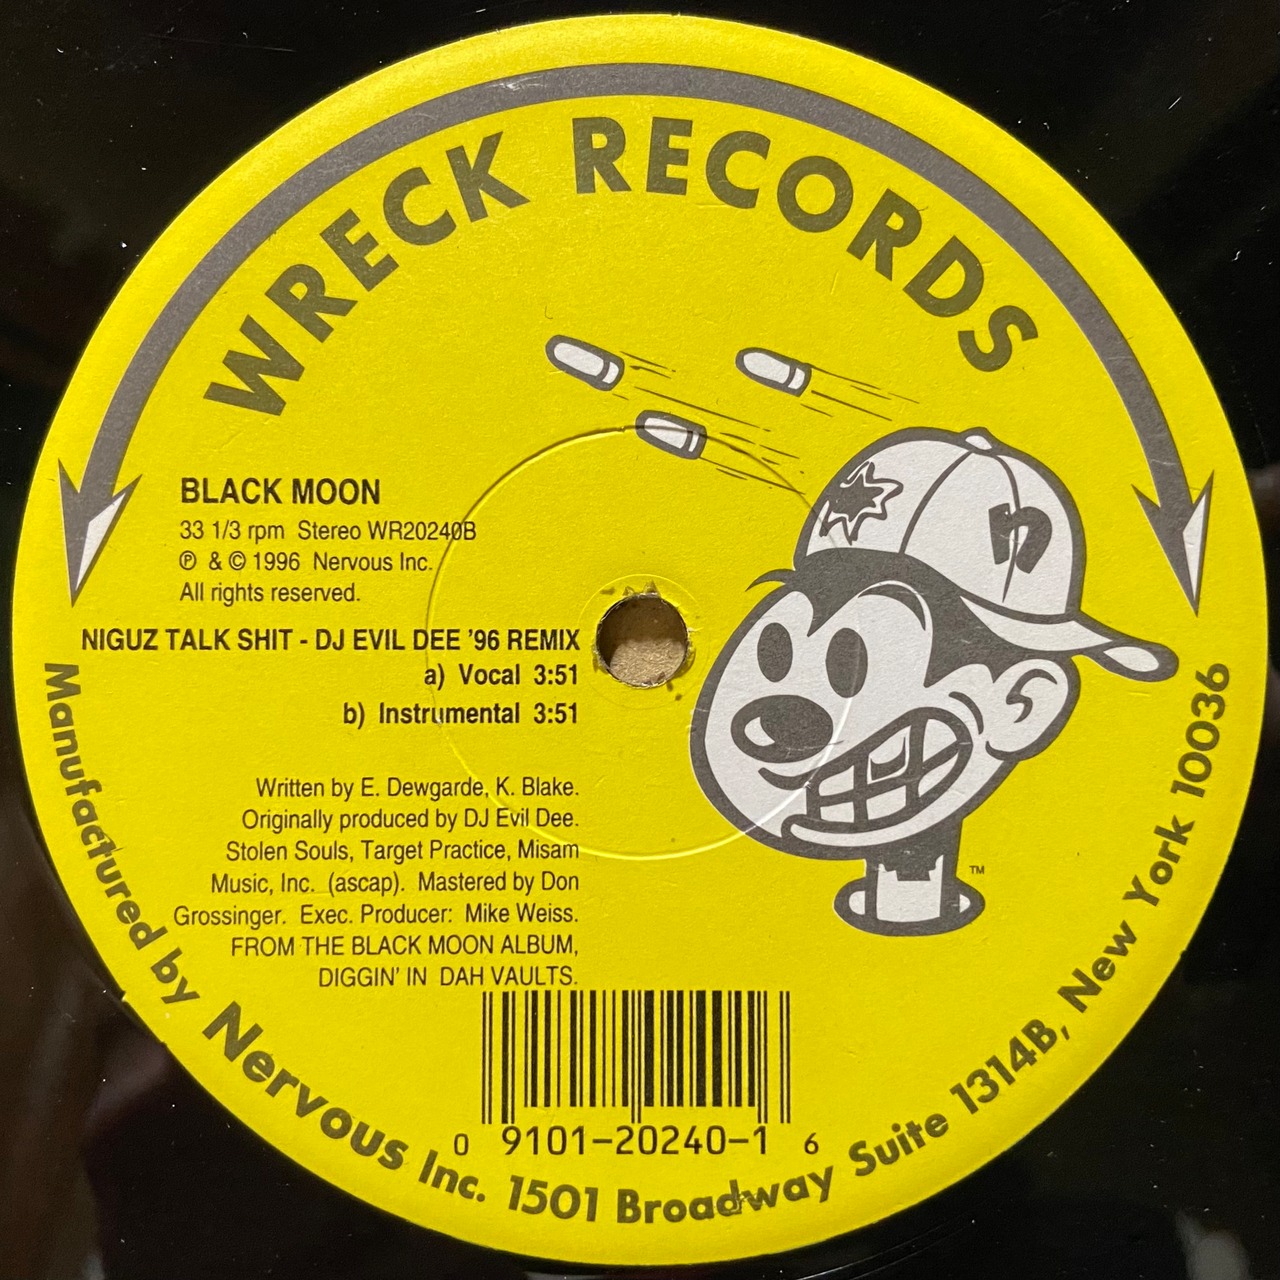 WRECK RECORDS
n
BLACK MOON
33 1/3 rpm Stereo WR20240B
℗ & © 1996 Nervous Inc.
All rights reserved.
NIGUZ TALK SHIT - DJ EVIL DEE '96 REMIX
a) Vocal 3:51
b) Instrumental 3:51
Written by E. Dewgarde, K. Blake.
Originally produced by DJ Evil Dee.
Stolen Souls, Target Practice, Misam
Music, Inc. (ascap). Mastered by Don
Grossinger. Exec. Producer: Mike Weiss.
FROM THE BLACK MOON ALBUM,
DIGGIN' IN DAH VAULTS.
TM
0 9101-20240-1 6
Manufactured by Nervous Inc. 1501 Broadway Suite 1314B, New York 10036